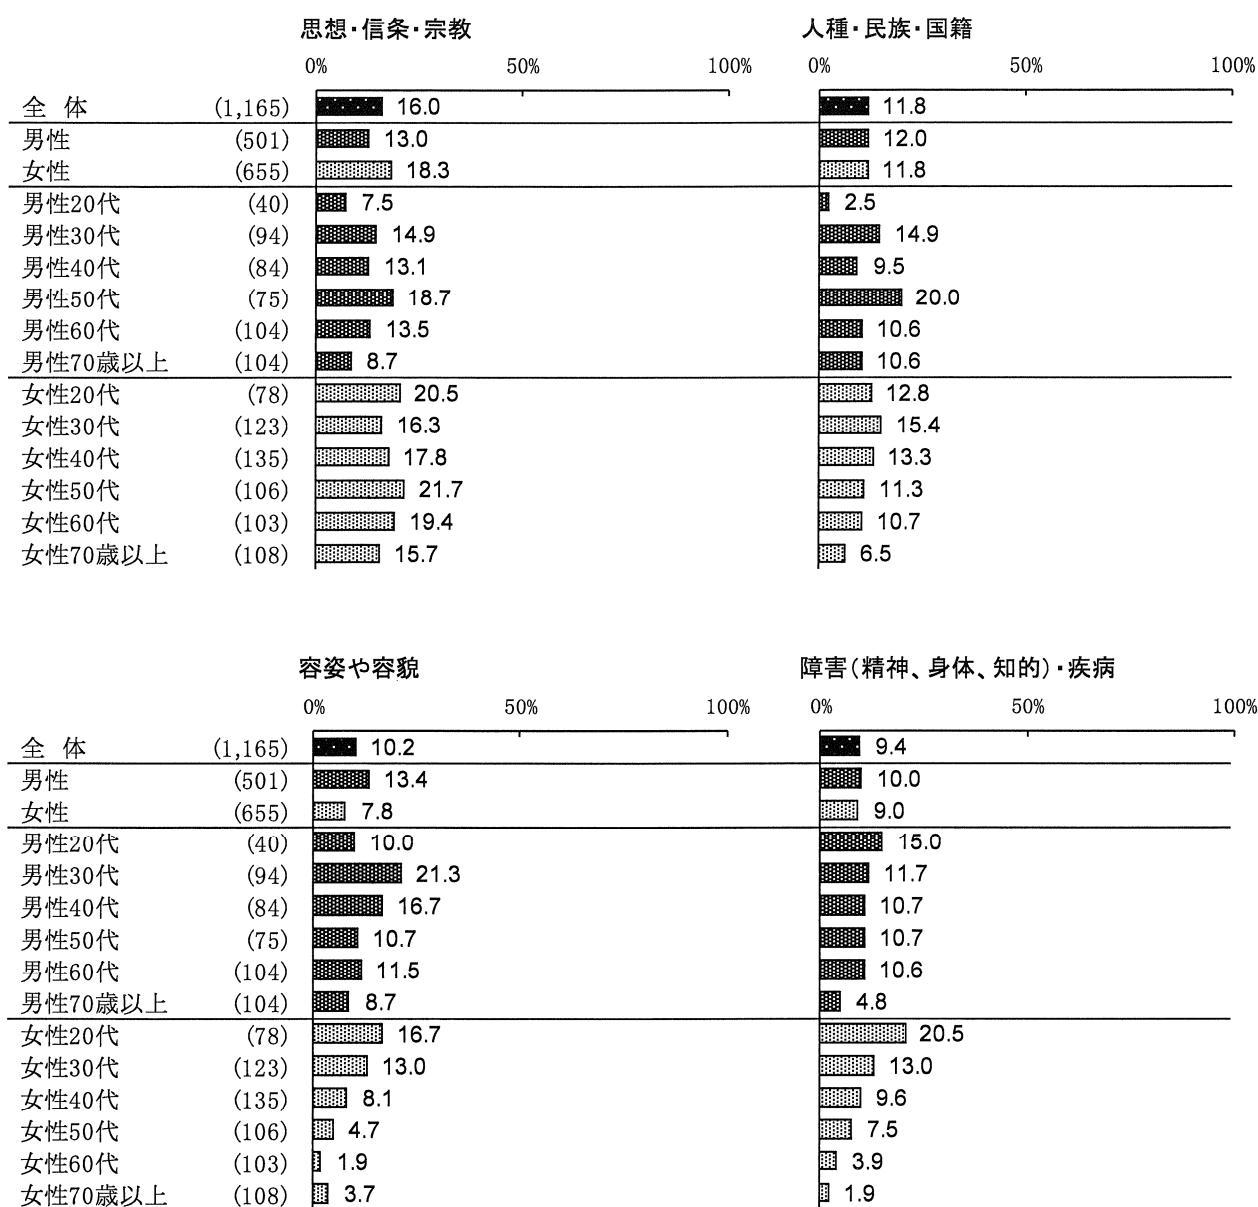 思想・信条・宗教 人種・民族・国籍
0% 50% 100% 0% 50% 100%
全 体 (1,165) 16.0 11.8
男性 (501) 13.0 12.0
女性 (655) 18.3 11.8
男性20代 (40) 7.5 2.5
男性30代 (94) 14.9 14.9
男性40代 (84) 13.1 9.5
男性50代 (75) 18.7 20.0
男性60代 (104) 13.5 10.6
男性70歳以上 (104) 8.7 10.6
女性20代 (78) 20.5 12.8
女性30代 (123) 16.3 15.4
女性40代 (135) 17.8 13.3
女性50代 (106) 21.7 11.3
女性60代 (103) 19.4 10.7
女性70歳以上 (108) 15.7 6.5
容姿や容貌 障害(精神、身体、知的)・疾病
0% 50% 100% 0% 50% 100%
全 体 (1,165) 10.2 9.4
男性 (501) 13.4 10.0
女性 (655) 7.8 9.0
男性20代 (40) 10.0 15.0
男性30代 (94) 21.3 11.7
男性40代 (84) 16.7 10.7
男性50代 (75) 10.7 10.7
男性60代 (104) 11.5 10.6
男性70歳以上 (104) 8.7 4.8
女性20代 (78) 16.7 20.5
女性30代 (123) 13.0 13.0
女性40代 (135) 8.1 9.6
女性50代 (106) 4.7 7.5
女性60代 (103) 1.9 3.9
女性70歳以上 (108) 3.7 1.9